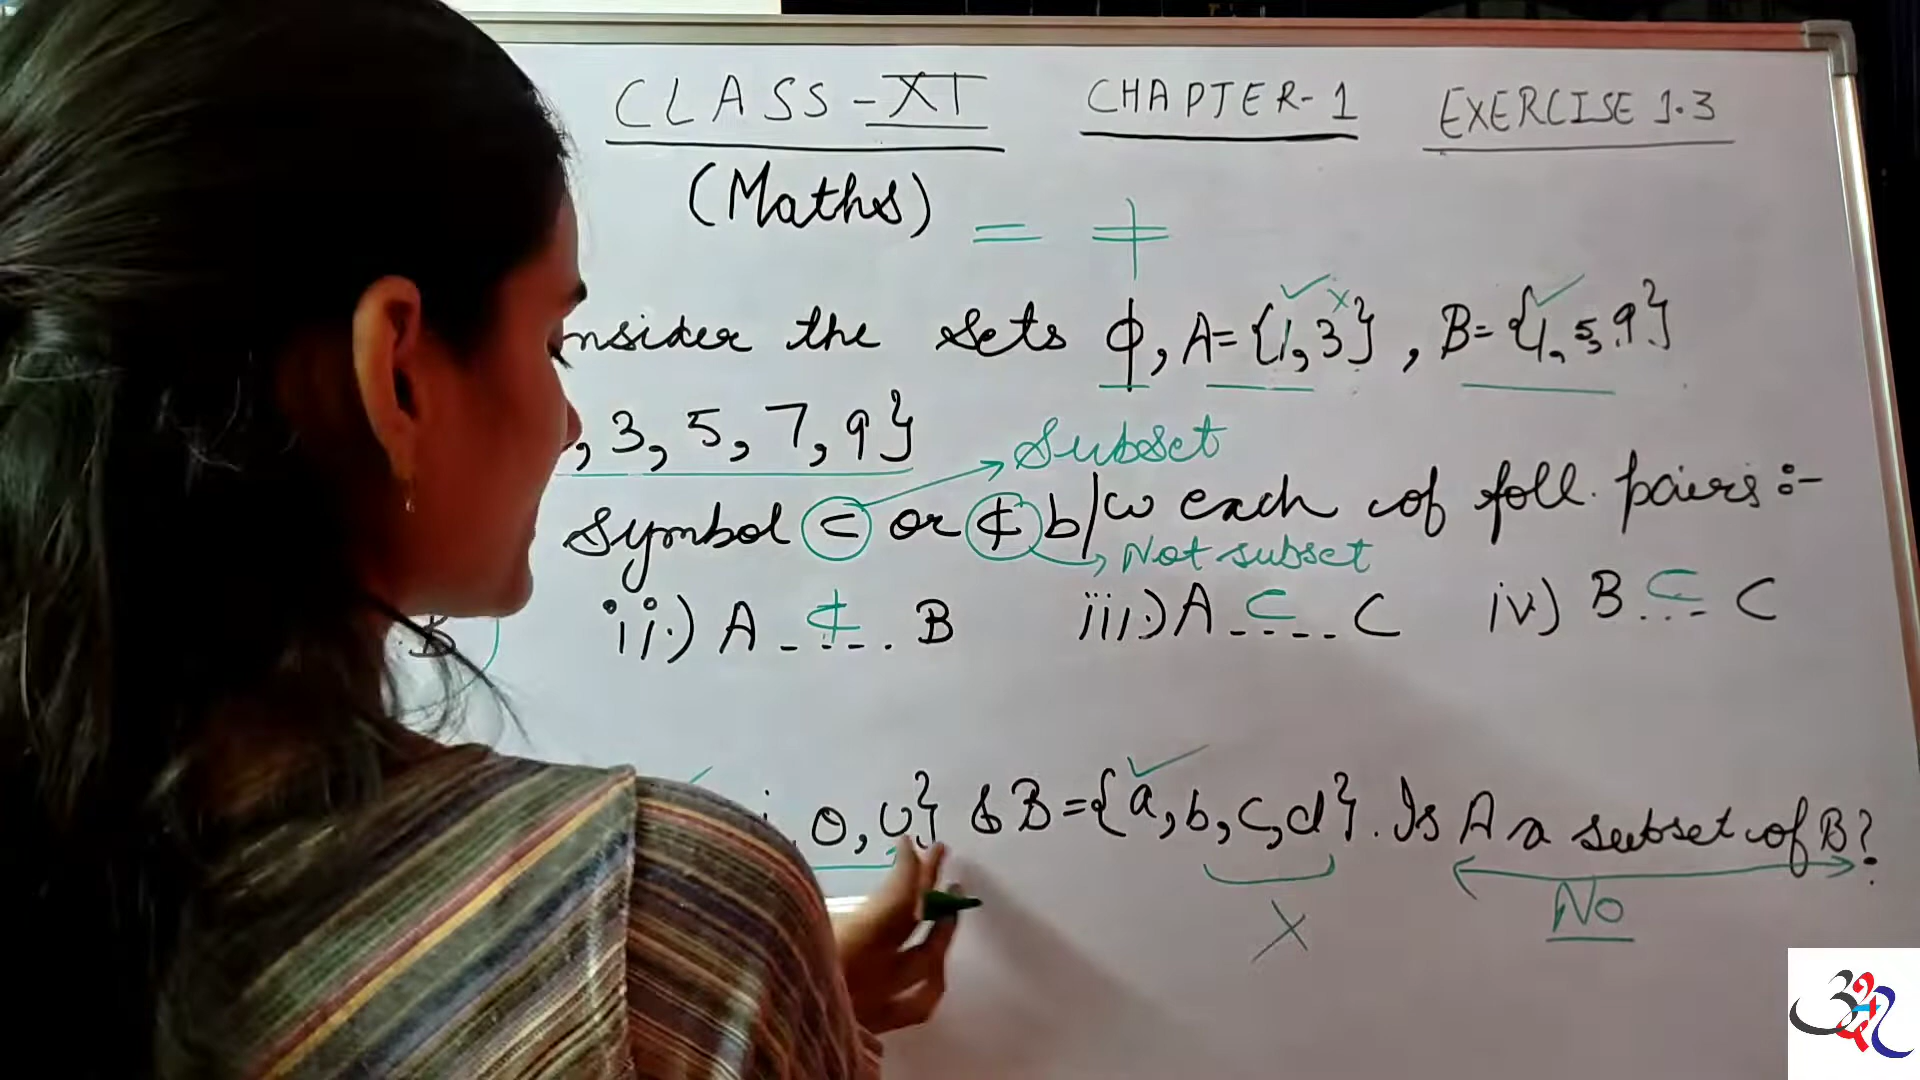 CLASS-XI CHAPTER-1 EXERCISE 1.3
(Maths)
= ≠
nsider the sets ϕ, A={1,3}, B={1,5,9}
, 3, 5, 7, 9}
Subset
symbol ⊂ or ⊄ b/w each of foll. pairs :-
Not subset
B ii.) A ..⊄.. B iii.) A ..⊂.. C iv.) B ..⊂.. C
o, u} & B={a, b, c, d}. Is A a subset of B?
No
X